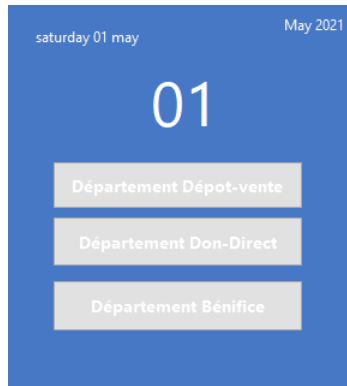 May 2021
saturday 01 may
01
Département Dépot-vente
Département Don-Direct
Département Bénifice